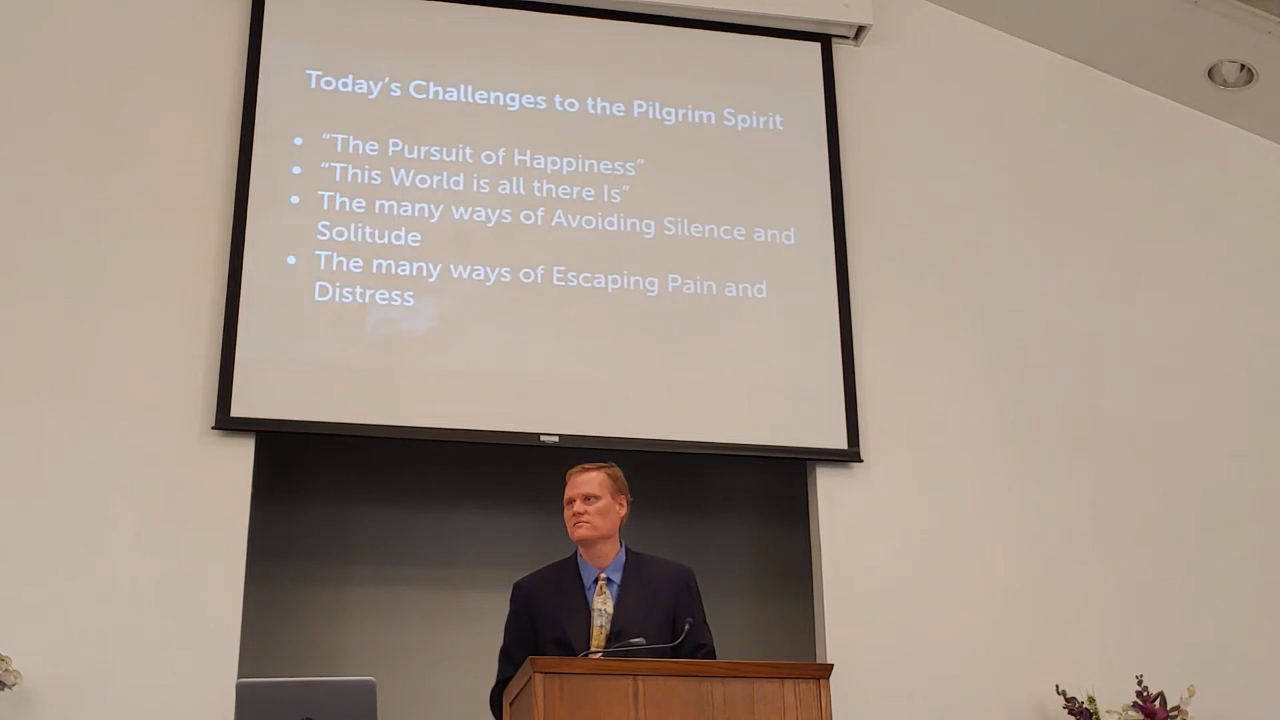 Today's Challenges to the Pilgrim Spirit
• "The Pursuit of Happiness"
• "This World is all there Is"
• The many ways of Avoiding Silence and
Solitude
• The many ways of Escaping Pain and
Distress